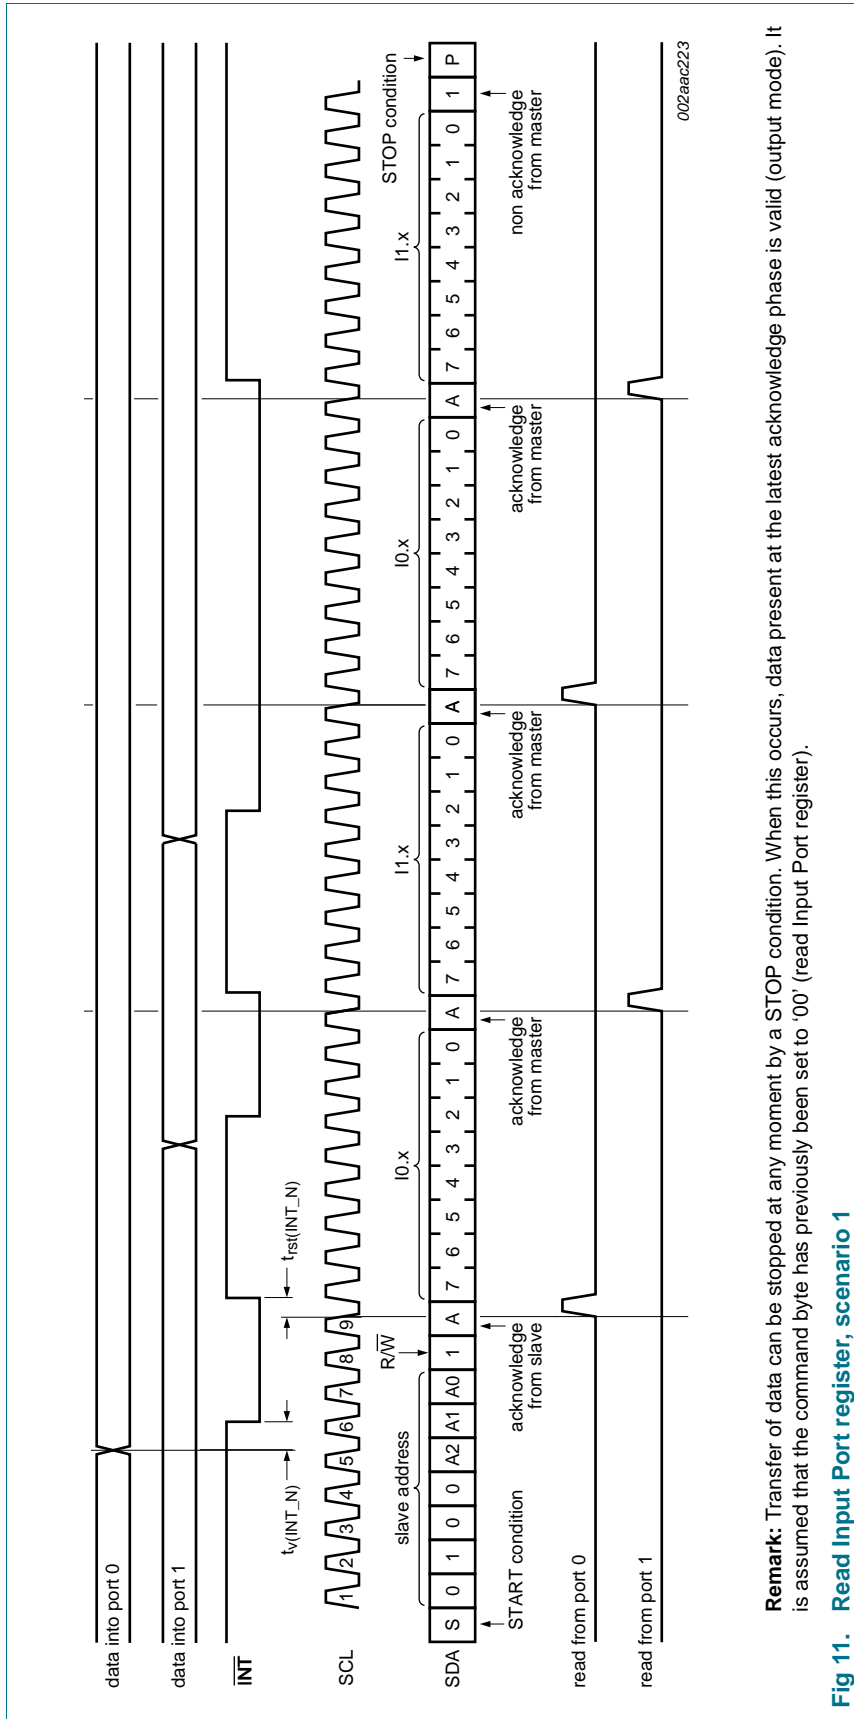 data into port 0
data into port 1
INT
tv(INT_N)
trst(INT_N)
SCL
1 2 3 4 5 6 7 8 9
R/W
STOP condition
slave address
I0.x
I1.x
I0.x
I1.x
SDA
S 0 1 0 0 A2 A1 A0 1 A 7 6 5 4 3 2 1 0 A 7 6 5 4 3 2 1 0 A 7 6 5 4 3 2 1 0 A 7 6 5 4 3 2 1 0 1 P
START condition
acknowledge
from slave
acknowledge
from master
acknowledge
from master
acknowledge
from master
non acknowledge
from master
read from port 0
read from port 1
002aac223
Remark: Transfer of data can be stopped at any moment by a STOP condition. When this occurs, data present at the latest acknowledge phase is valid (output mode). It
is assumed that the command byte has previously been set to ‘00’ (read Input Port register).
Fig 11. Read Input Port register, scenario 1